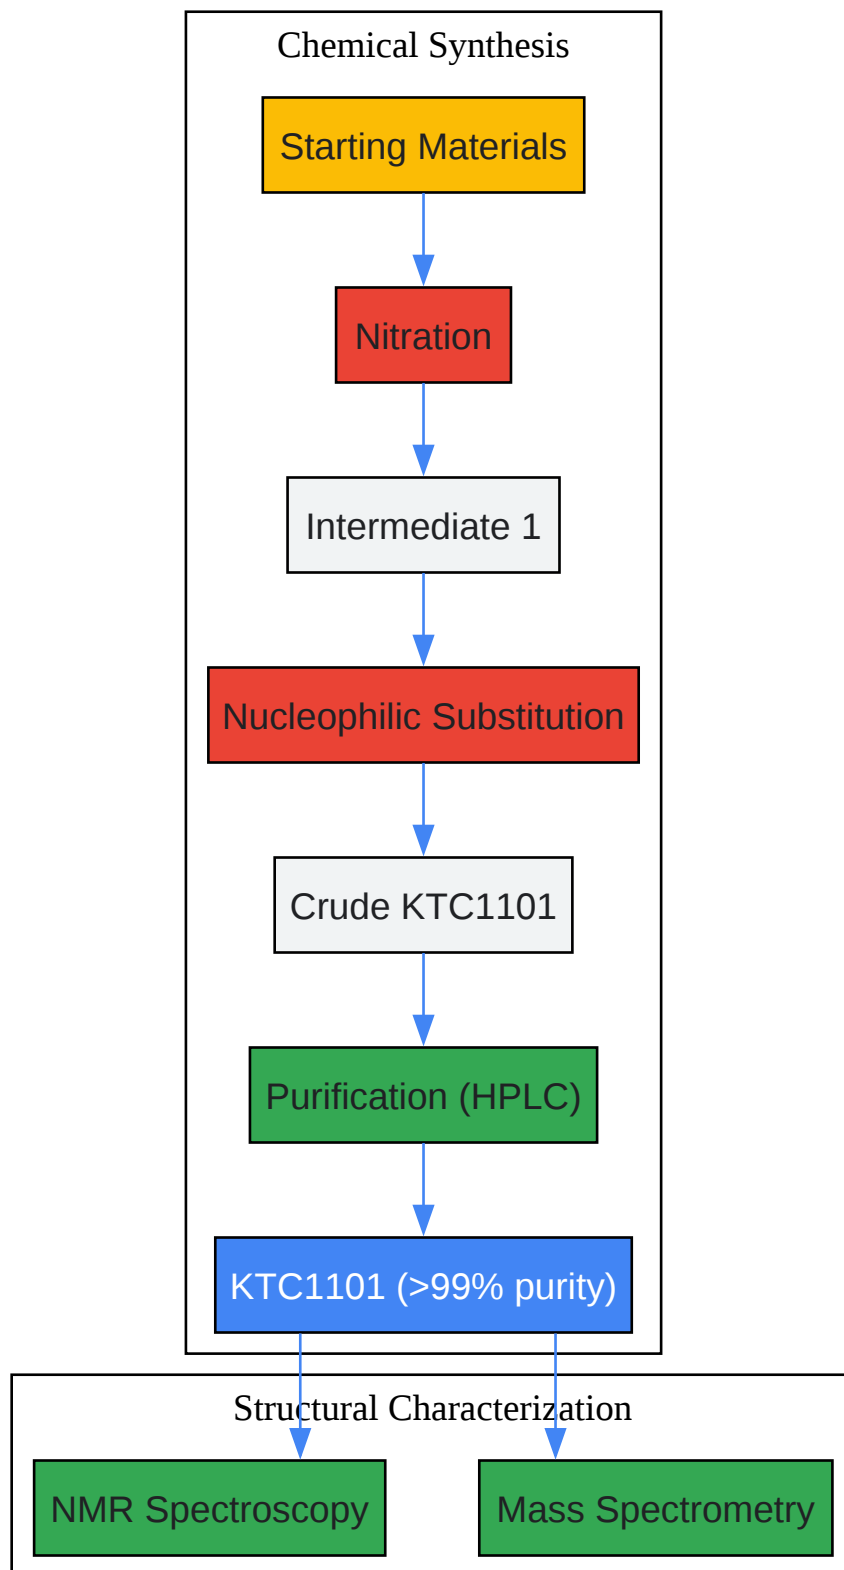 Chemical Synthesis
Starting Materials
Nitration
Intermediate 1
Nucleophilic Substitution
Crude KTC1101
Purification (HPLC)
KTC1101 (>99% purity)
Structural Characterization
NMR Spectroscopy
Mass Spectrometry